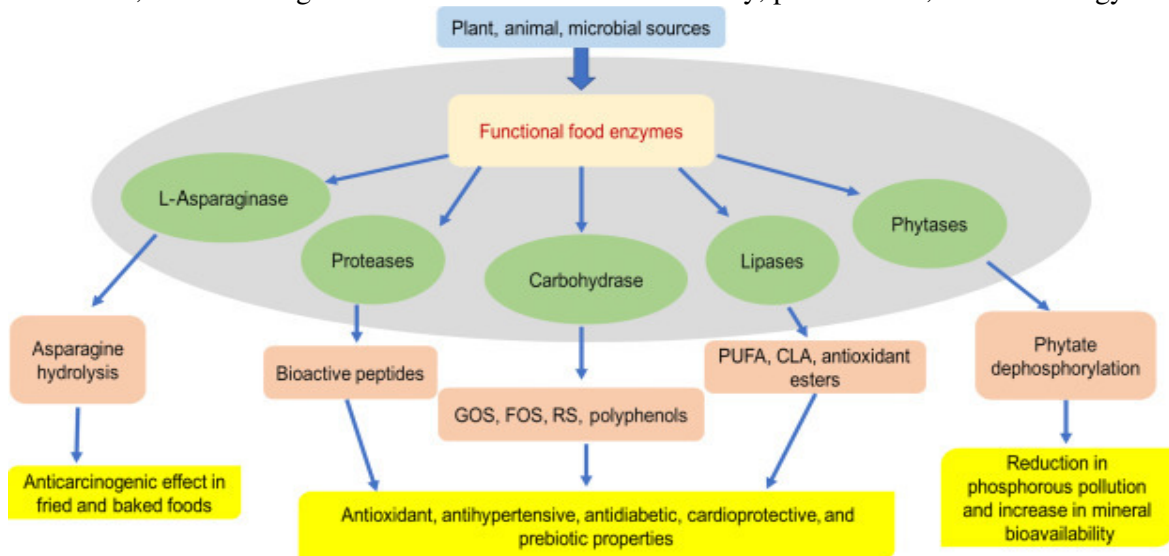 Plant, animal, microbial sources
Functional food enzymes
L-Asparaginase
Proteases
Carbohydrase
Lipases
Phytases
Asparagine
hydrolysis
Bioactive peptides
GOS, FOS, RS, polyphenols
PUFA, CLA, antioxidant
esters
Phytate
dephosphorylation
Anticarcinogenic effect in
fried and baked foods
Antioxidant, antihypertensive, antidiabetic, cardioprotective, and
prebiotic properties
Reduction in
phosphorous pollution
and increase in mineral
bioavailability